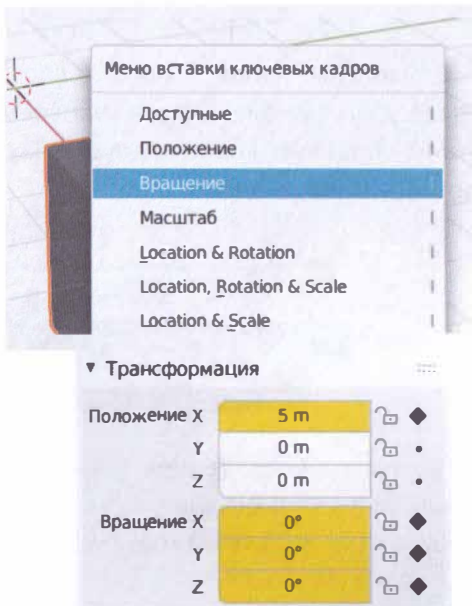 Меню вставки ключевых кадров
Доступные
Положение
Вращение
Масштаб
Location & Rotation
Location, Rotation & Scale
Location & Scale
Трансформация
Положение X 5 m
Y 0 m
Z 0 m
Вращение X 0°
Y 0°
Z 0°